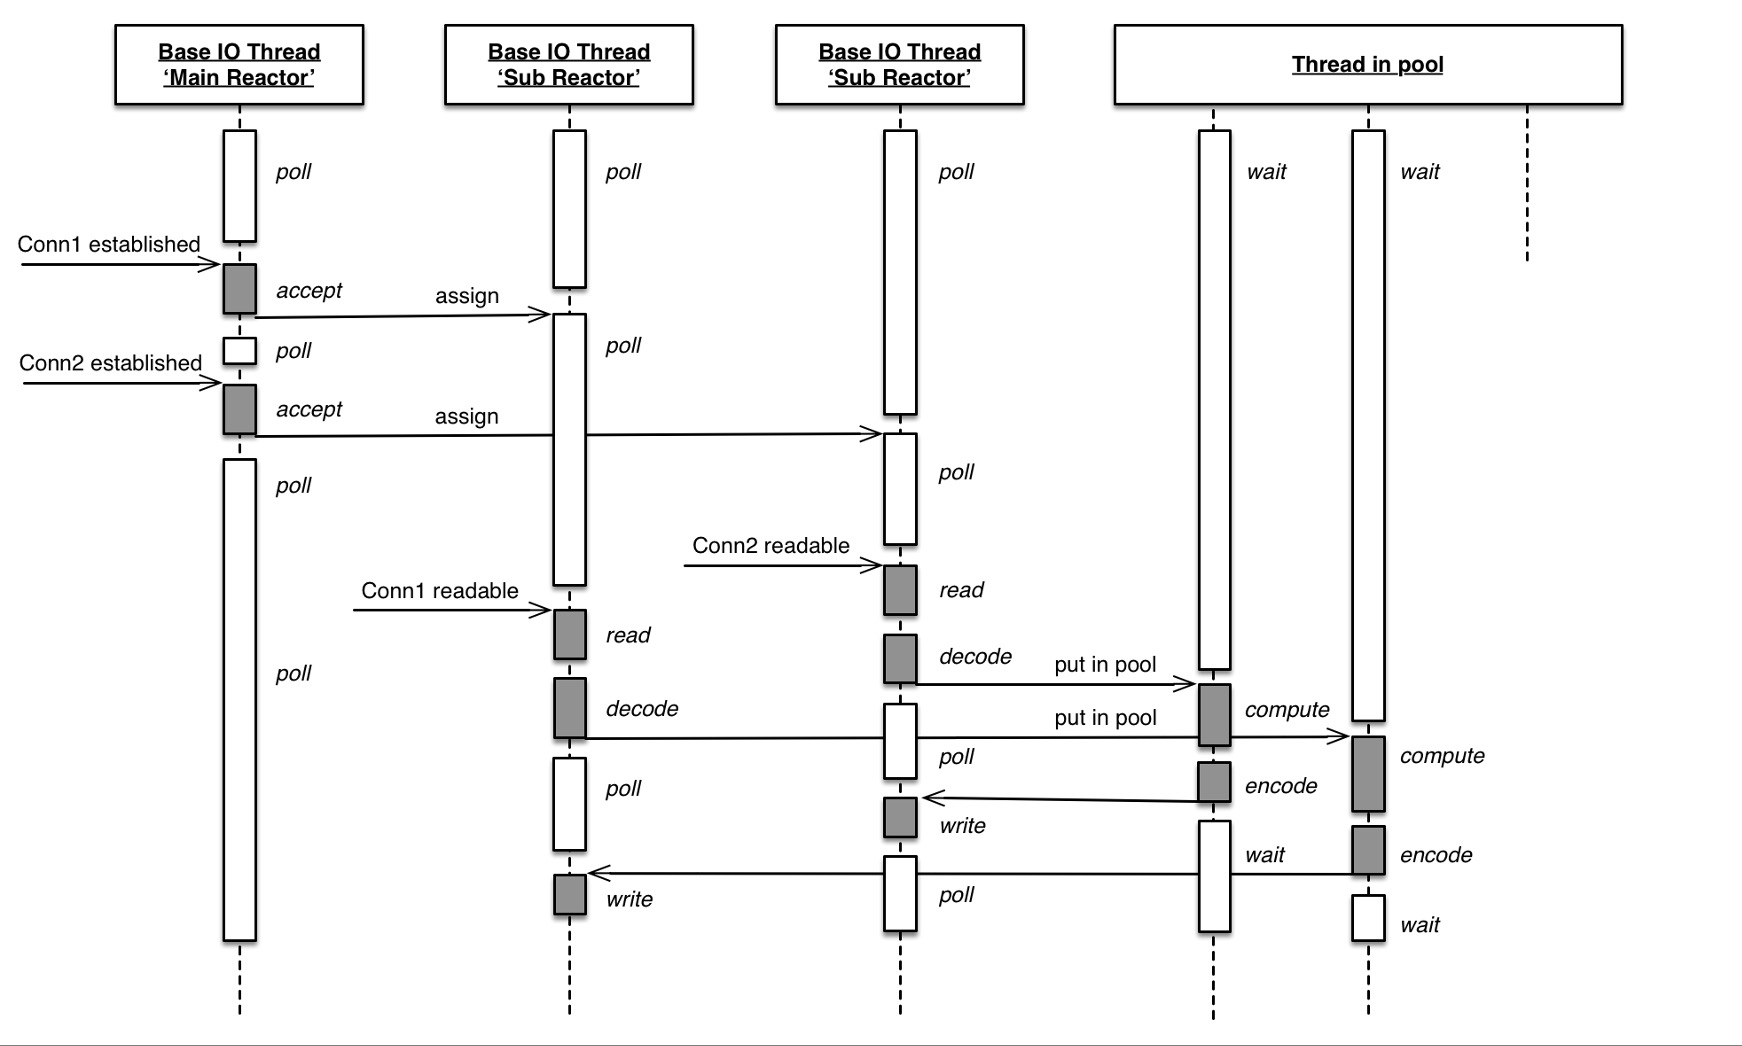 Base IO Thread
‘Main Reactor’
Base IO Thread
‘Sub Reactor’
Base IO Thread
‘Sub Reactor’
Thread in pool
poll
poll
poll
wait
wait
Conn1 established
accept
assign
poll
poll
Conn2 established
accept
assign
poll
poll
Conn2 readable
Conn1 readable
read
read
poll
decode
put in pool
decode
put in pool
compute
compute
poll
poll
encode
write
wait
encode
write
poll
wait